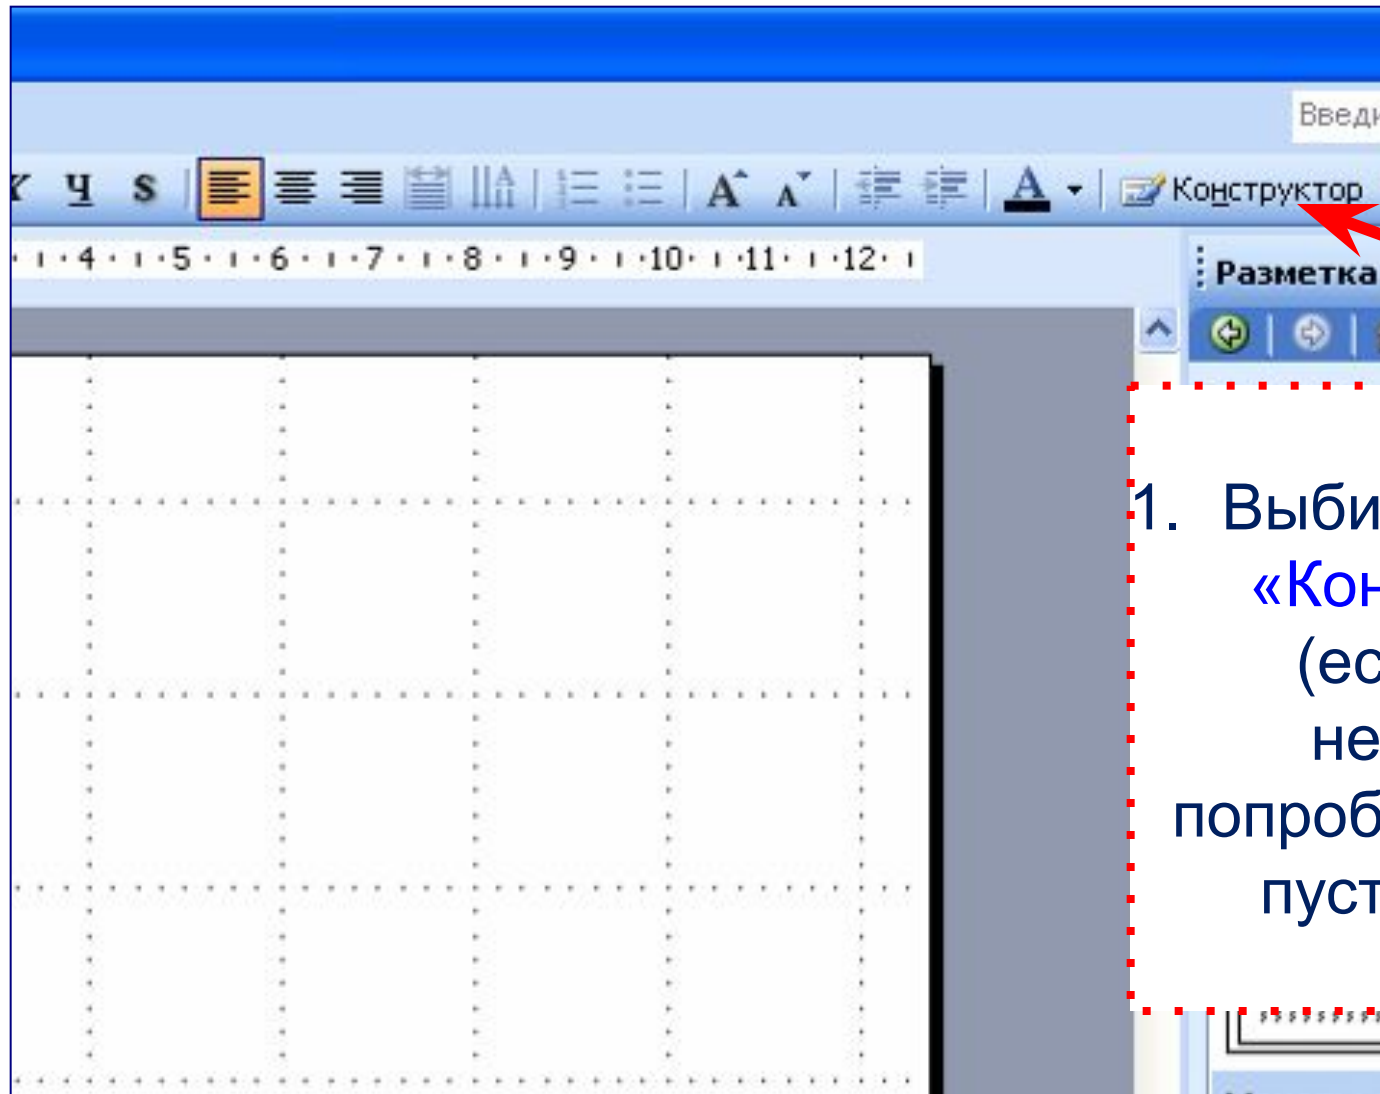 Введи
Ч S A A A Конструктор
4 5 6 7 8 9 10 11 12
Разметка
1. Выби
«Кон
(ес
не
попроб
пуст